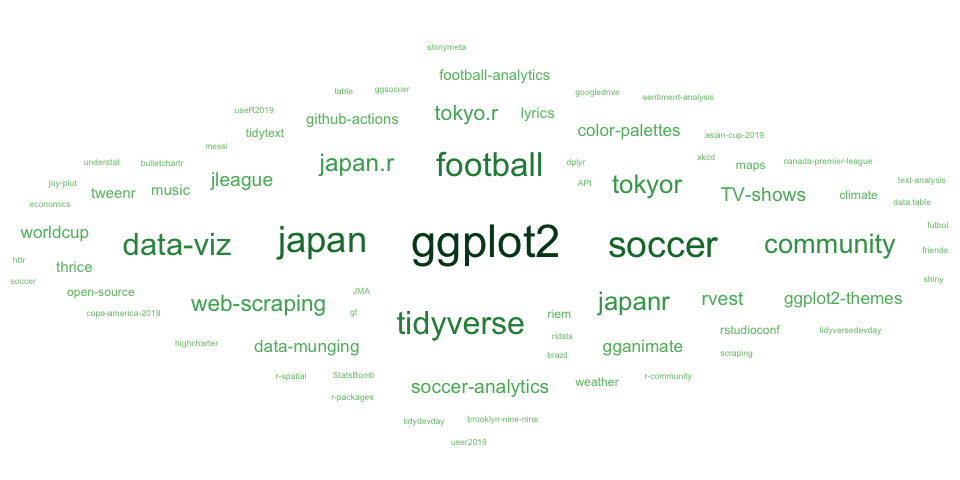 shinymeta
football-analytics
table
ggsoccer
googledrive
sentiment-analysis
useR2019
github-actions
tokyo.r
lyrics
tidytext
color-palettes
asian-cup-2019
messi
understat
bulletchartr
japan.r
football
dplyr
xkcd
maps
canada-premier-league
joy-plot
tweenr
music
jleague
API
tokyor
TV-shows
climate
text-analysis
data.table
economics
worldcup
data-viz
japan
ggplot2
soccer
community
futbol
friends
httr
thrice
soccer
open-source
web-scraping
JMA
gt
japanr
rvest
ggplot2-themes
shiny
copa-america-2019
tidyverse
riem
rstats
rstudioconf
tidyversedevday
highcharter
data-munging
brazil
gganimate
scraping
r-spatial
StatsBomb
soccer-analytics
weather
r-community
r-packages
tidydevday
brooklyn-nine-nine
user2019